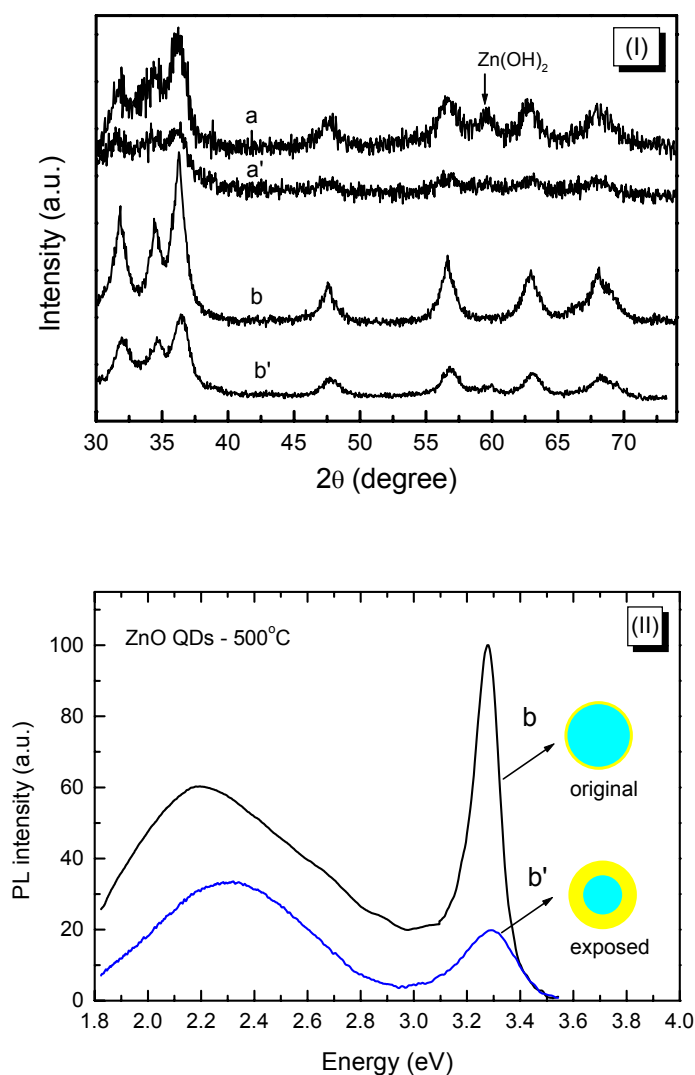 (I)
Zn(OH)₂
a
a'
b
b'
Intensity (a.u.)
30 35 40 45 50 55 60 65 70
2θ (degree)
(II)
ZnO QDs - 500°C
100
80
60
40
20
0
b
original
b'
exposed
PL intensity (a.u.)
1.8 2.0 2.2 2.4 2.6 2.8 3.0 3.2 3.4 3.6 3.8 4.0
Energy (eV)